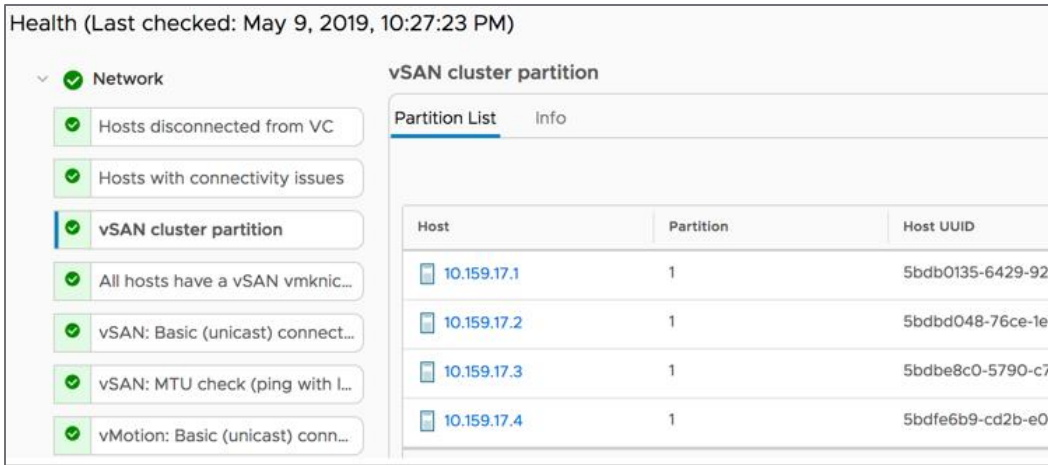 Health (Last checked: May 9, 2019, 10:27:23 PM)
Network
Hosts disconnected from VC
Hosts with connectivity issues
vSAN cluster partition
All hosts have a vSAN vmknic...
vSAN: Basic (unicast) connect...
vSAN: MTU check (ping with l...
vMotion: Basic (unicast) conn...
vSAN cluster partition
Partition List Info
Host Partition Host UUID
10.159.17.1 1 5bdb0135-6429-92
10.159.17.2 1 5bdbd048-76ce-1e
10.159.17.3 1 5bdbe8c0-5790-c7
10.159.17.4 1 5bdfe6b9-cd2b-e0